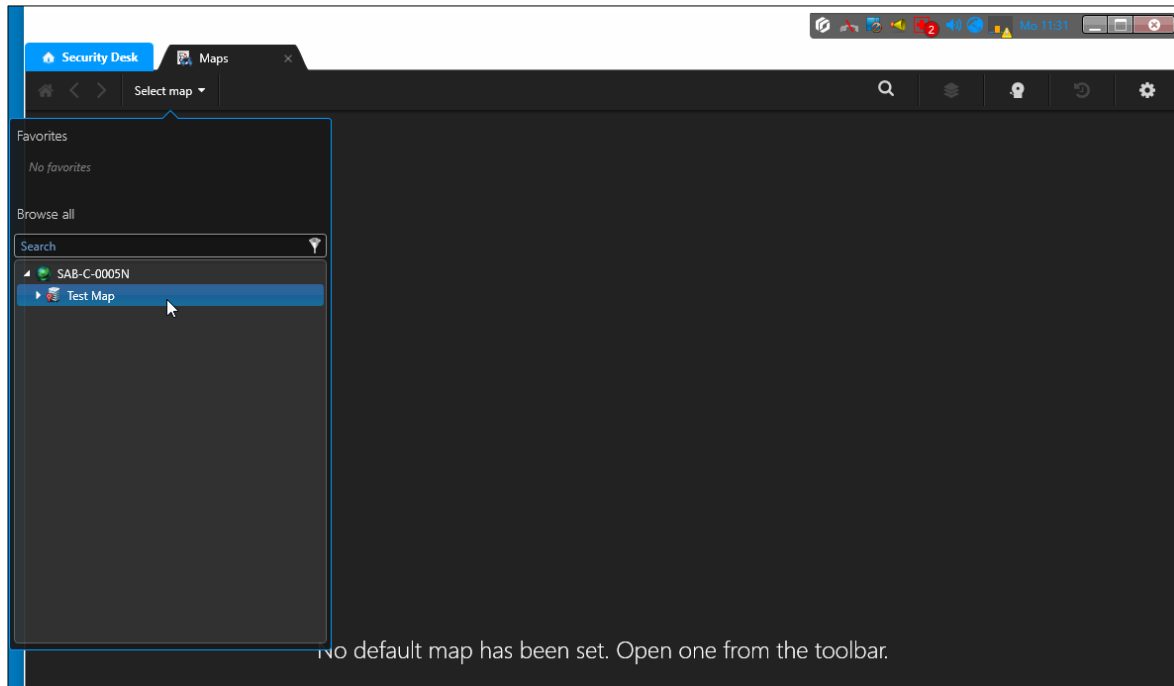 2
Mo 11:31
Security Desk
Maps
Select map
Favorites
No favorites
Browse all
Search
SAB-C-0005N
Test Map
No default map has been set. Open one from the toolbar.